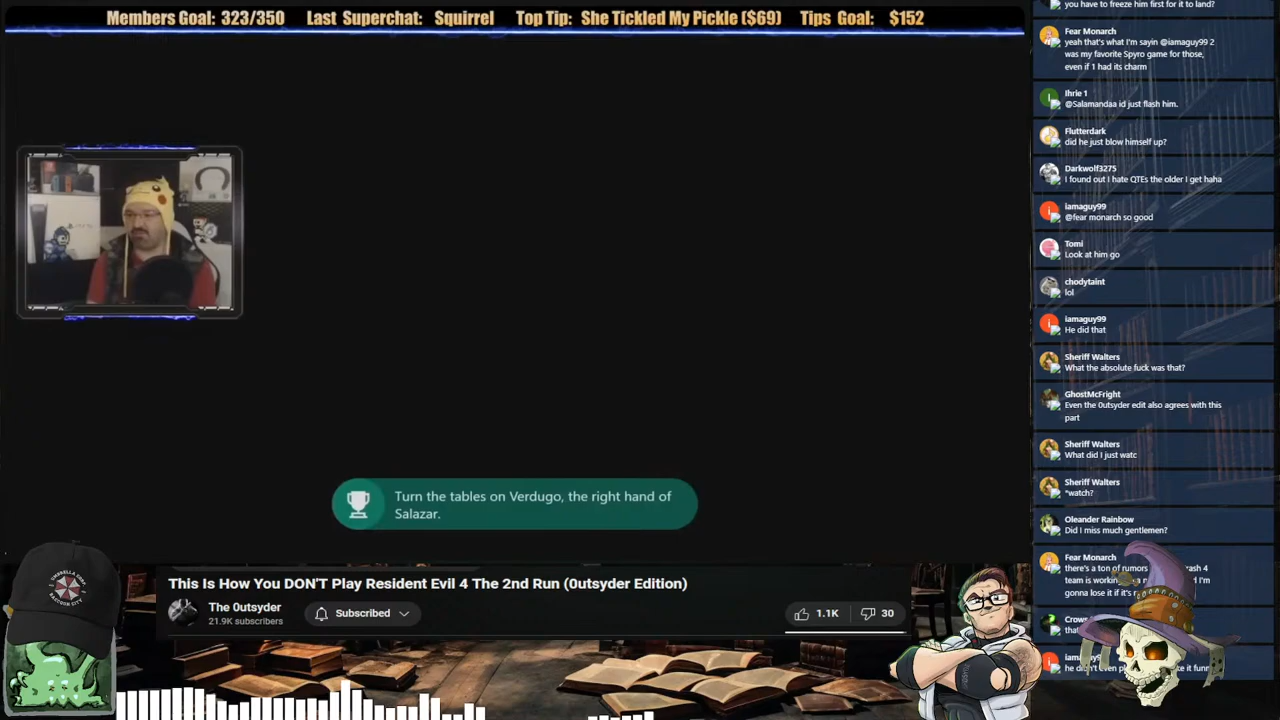 Members Goal: 323/350 Last Superchat: Squirrel Top Tip: She Tickled My Pickle ($69) Tips Goal: $152
you have to freeze him first for it to land?
Fear Monarch
yeah that's what I'm sayin @iamaguy99 2
was my favorite Spyro game for those,
even if 1 had its charm
Ihrle 1
@Salamandaa id just flash him.
Flutterdark
did he just blow himself up?
Darkwolf3275
I found out I hate QTEs the older I get haha
iamaguy99
@fear monarch so good
Tomi
Look at him go
chodytaint
lol
iamaguy99
He did that
Sheriff Walters
What the absolute fuck was that?
GhostMcFright
Even the 0utsyder edit also agrees with this
part
Sheriff Walters
What did I just watc
Sheriff Walters
*watch?
Oleander Rainbow
Did I miss much gentlemen?
Fear Monarch
there's a ton of rumors
team is workin
gonna lose it if it's
Turn the tables on Verdugo, the right hand of
Salazar.
This Is How You DON'T Play Resident Evil 4 The 2nd Run (0utsyder Edition)
The 0utsyder
21.9K subscribers
Subscribed
1.1K
30
UMBRELLA CORP.
RACCOON CITY